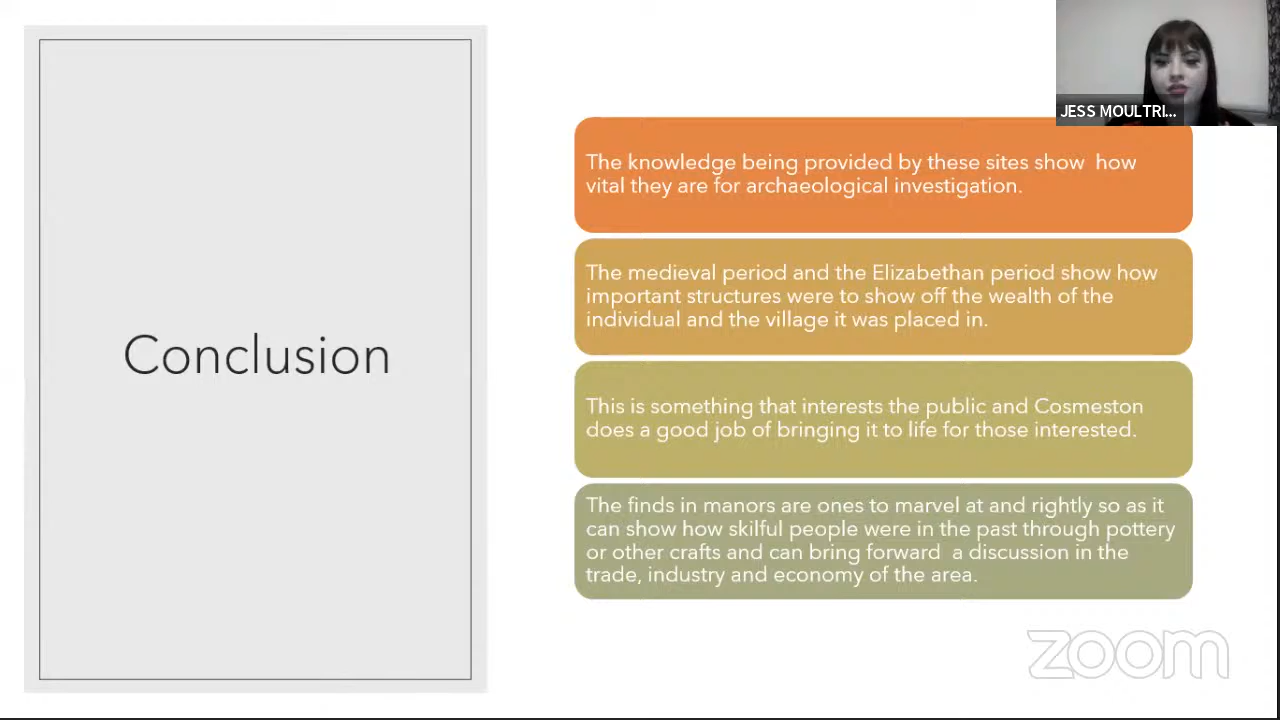 JESS MOULTRI...
Conclusion
The knowledge being provided by these sites show  how
vital they are for archaeological investigation.
The medieval period and the Elizabethan period show how
important structures were to show off the wealth of the
individual and the village it was placed in.
This is something that interests the public and Cosmeston
does a good job of bringing it to life for those interested.
The finds in manors are ones to marvel at and rightly so as it
can show how skilful people were in the past through pottery
or other crafts and can bring forward  a discussion in the
trade, industry and economy of the area.
zoom